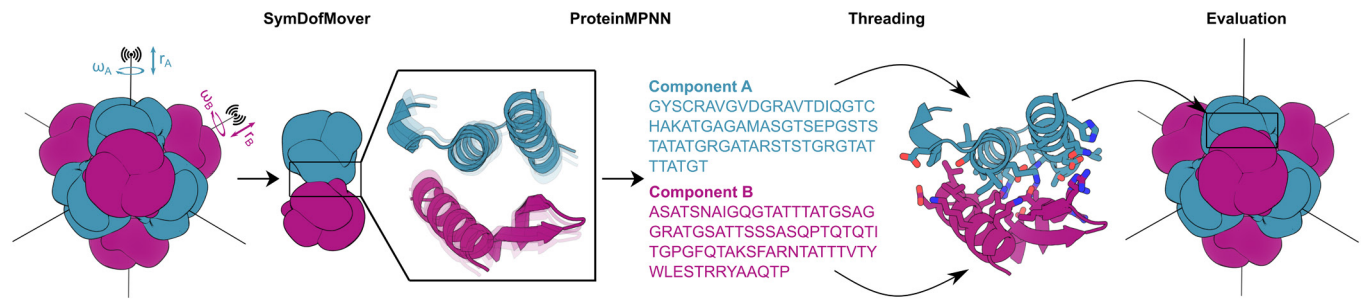 SymDofMover
ProteinMPNN
Threading
Evaluation
ωA
rA
ωB
rB
Component A
GYSCRAVGVDGRAVTDIQGTC
HAKATGAGAMASGTSEPGSTS
TATATGRGATARSTSTGRGTAT
TTATGT
Component B
ASATSNAIGQGTATTTATGSAG
GRATGSATTSSSASQPTQTQTI
TGPGFQTAKSFARNTATTTVTY
WLESTRRYAAQTP